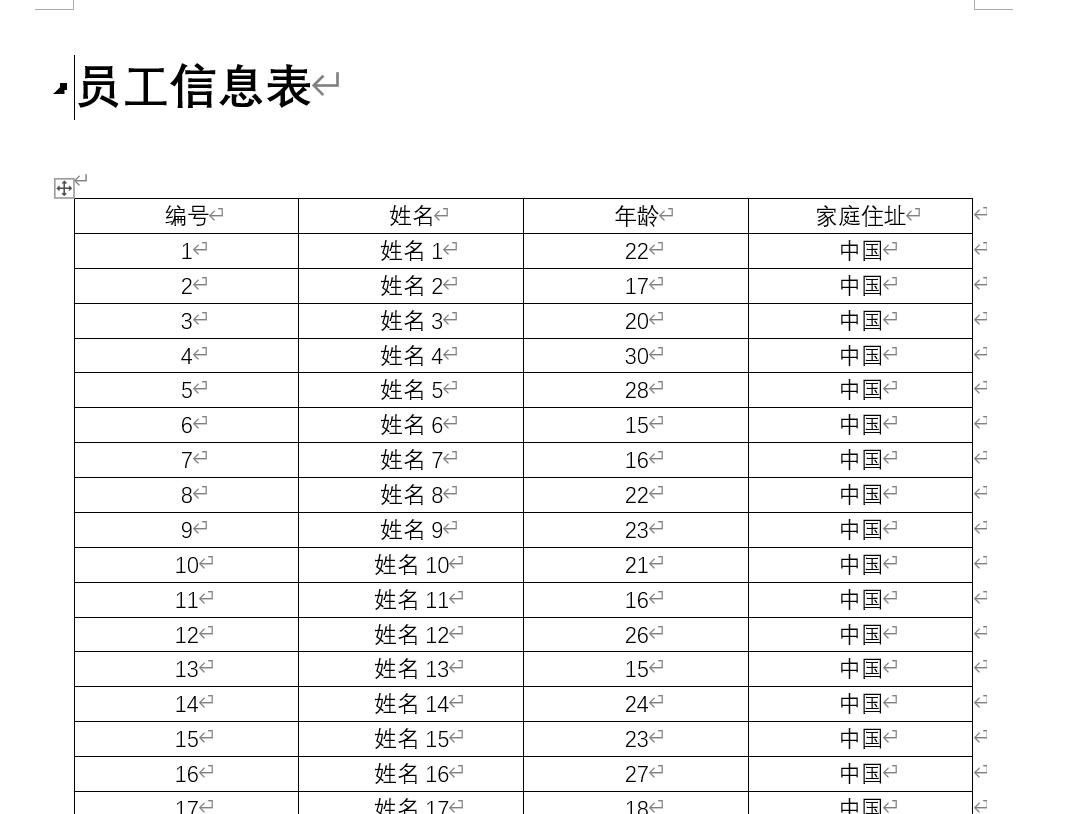 员工信息表
编号 姓名 年龄 家庭住址
1 姓名 1 22 中国
2 姓名 2 17 中国
3 姓名 3 20 中国
4 姓名 4 30 中国
5 姓名 5 28 中国
6 姓名 6 15 中国
7 姓名 7 16 中国
8 姓名 8 22 中国
9 姓名 9 23 中国
10 姓名 10 21 中国
11 姓名 11 16 中国
12 姓名 12 26 中国
13 姓名 13 15 中国
14 姓名 14 24 中国
15 姓名 15 23 中国
16 姓名 16 27 中国
17 姓名 17 18 中国